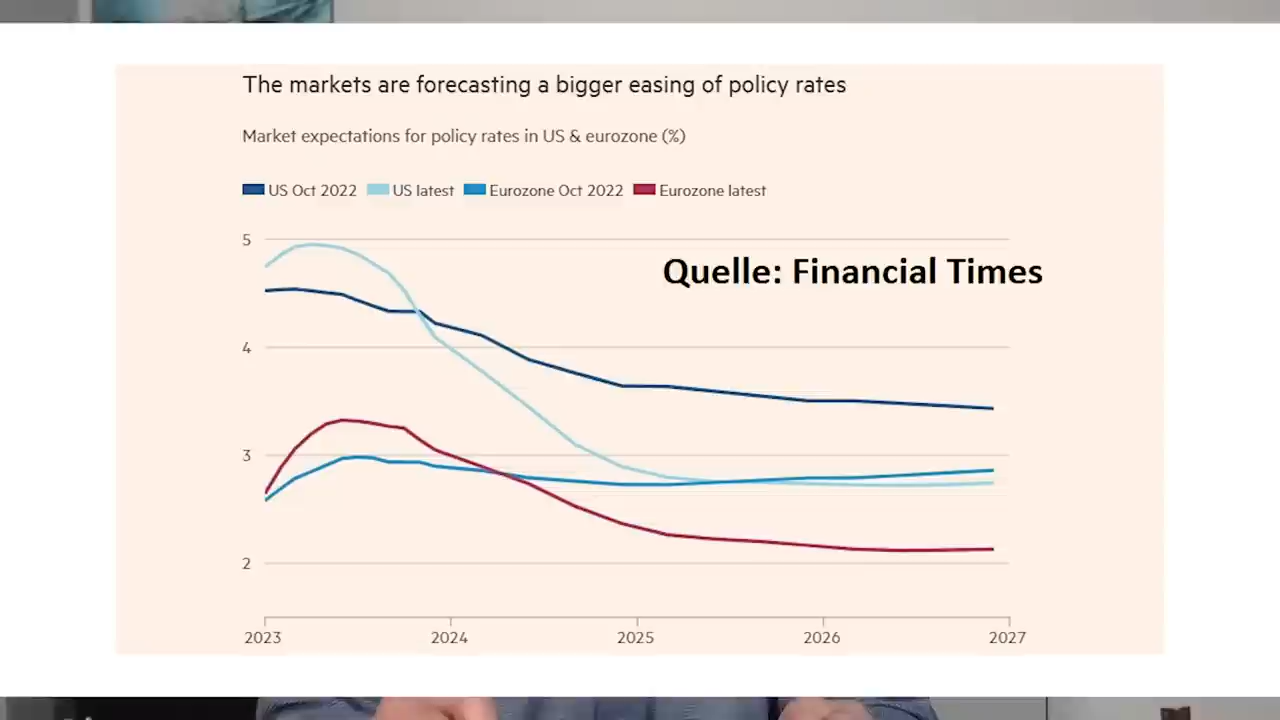 The markets are forecasting a bigger easing of policy rates
Market expectations for policy rates in US & eurozone (%)
US Oct 2022 US latest Eurozone Oct 2022 Eurozone latest
5
Quelle: Financial Times
4
3
2
2023 2024 2025 2026 2027